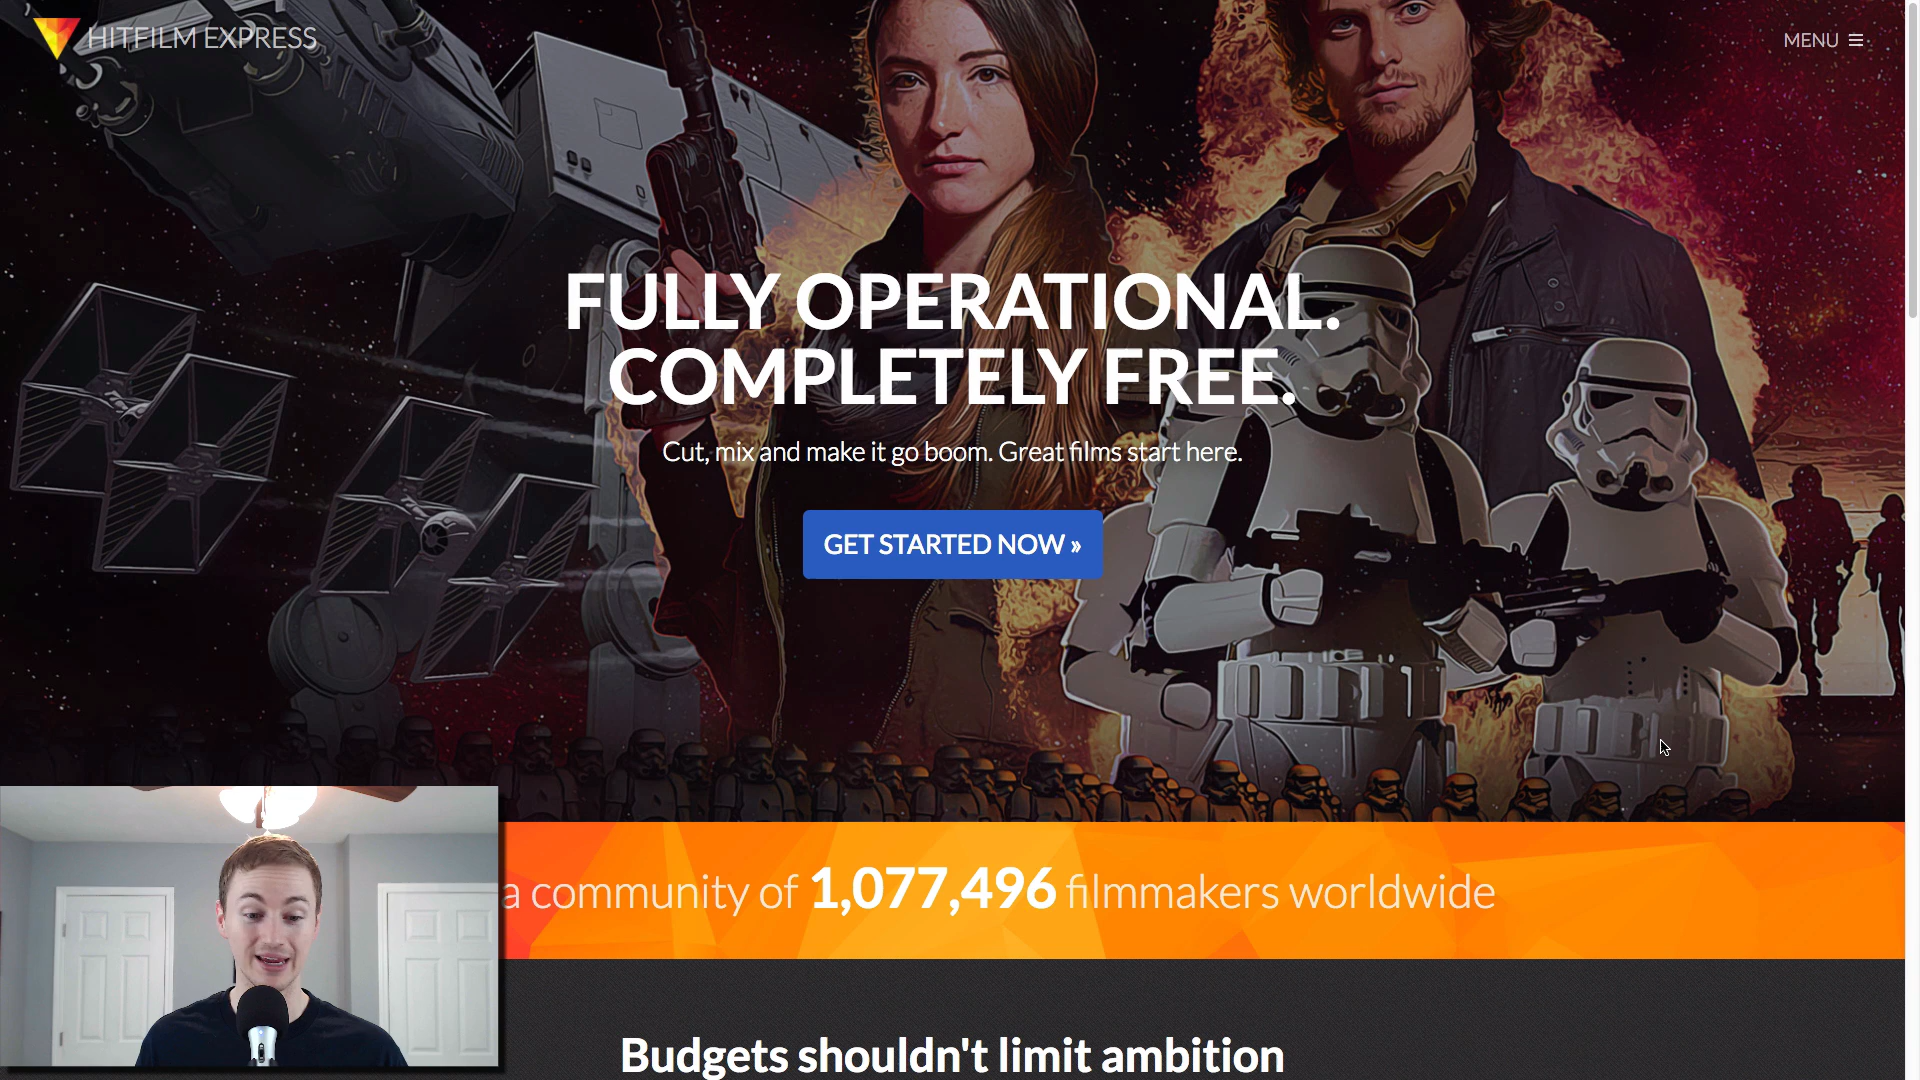 HITFILM EXPRESS
MENU
FULLY OPERATIONAL.
COMPLETELY FREE.
Cut, mix and make it go boom. Great films start here.
GET STARTED NOW »
a community of 1,077,496 filmmakers worldwide
Budgets shouldn't limit ambition